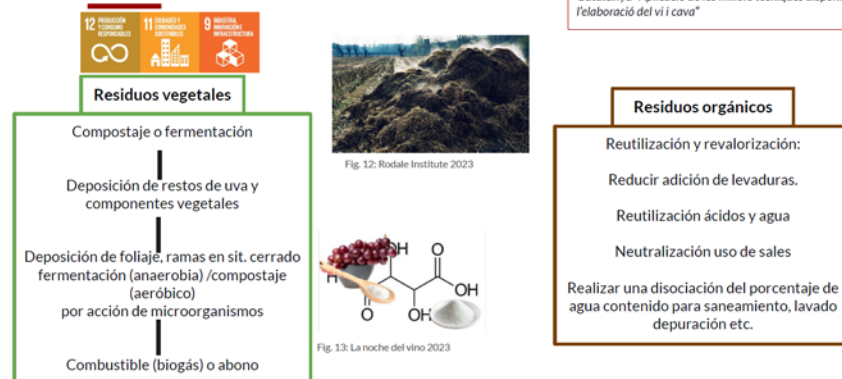 l'elaboració del vi i cava"
12 PRODUCCIÓN
Y CONSUMO
RESPONSABLES
11 CIUDADES Y
COMUNIDADES
SOSTENIBLES
9 INDUSTRIA,
INNOVACIÓN E
INFRAESTRUCTURA
Residuos vegetales
Compostaje o fermentación
Deposición de restos de uva y
componentes vegetales
Deposición de foliaje, ramas en sit. cerrado
fermentación (anaerobia) /compostaje
(aeróbico)
por acción de microorganismos
Combustible (biogás) o abono
Fig. 12: Rodale Institute 2023
OH
O
H
OH
O
OH
Fig. 13: La noche del vino 2023
Residuos orgánicos
Reutilización y revalorización:
Reducir adición de levaduras.
Reutilización ácidos y agua
Neutralización uso de sales
Realizar una disociación del porcentaje de
agua contenido para saneamiento, lavado
depuración etc.